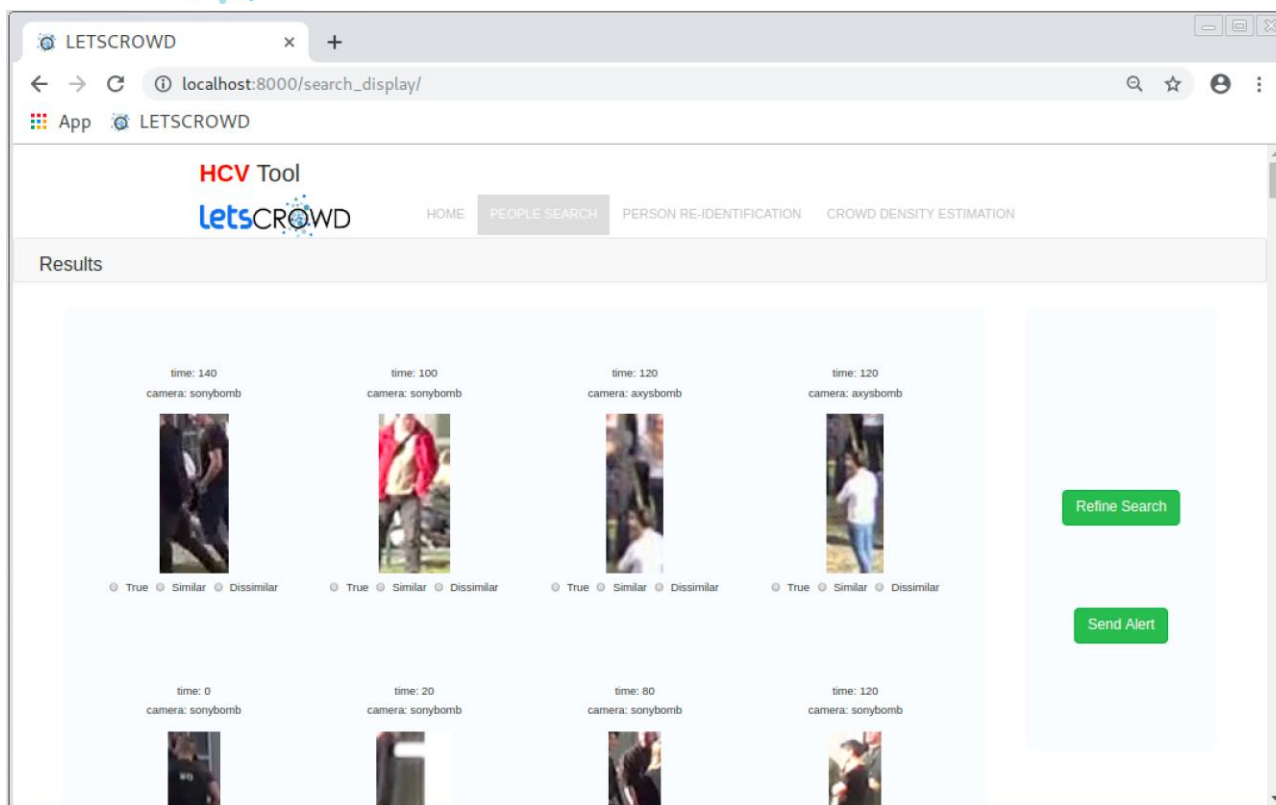 LETSCROWD × +
localhost:8000/search_display/
App LETSCROWD
HCV Tool
letsCROWD
HOME PEOPLE SEARCH PERSON RE-IDENTIFICATION CROWD DENSITY ESTIMATION
Results
time: 140 time: 100 time: 120 time: 120
camera: sonybomb camera: sonybomb camera: axysbomb camera: axysbomb
True Similar Dissimilar True Similar Dissimilar True Similar Dissimilar True Similar Dissimilar
Refine Search
Send Alert
time: 0 time: 20 time: 80 time: 120
camera: sonybomb camera: sonybomb camera: sonybomb camera: sonybomb